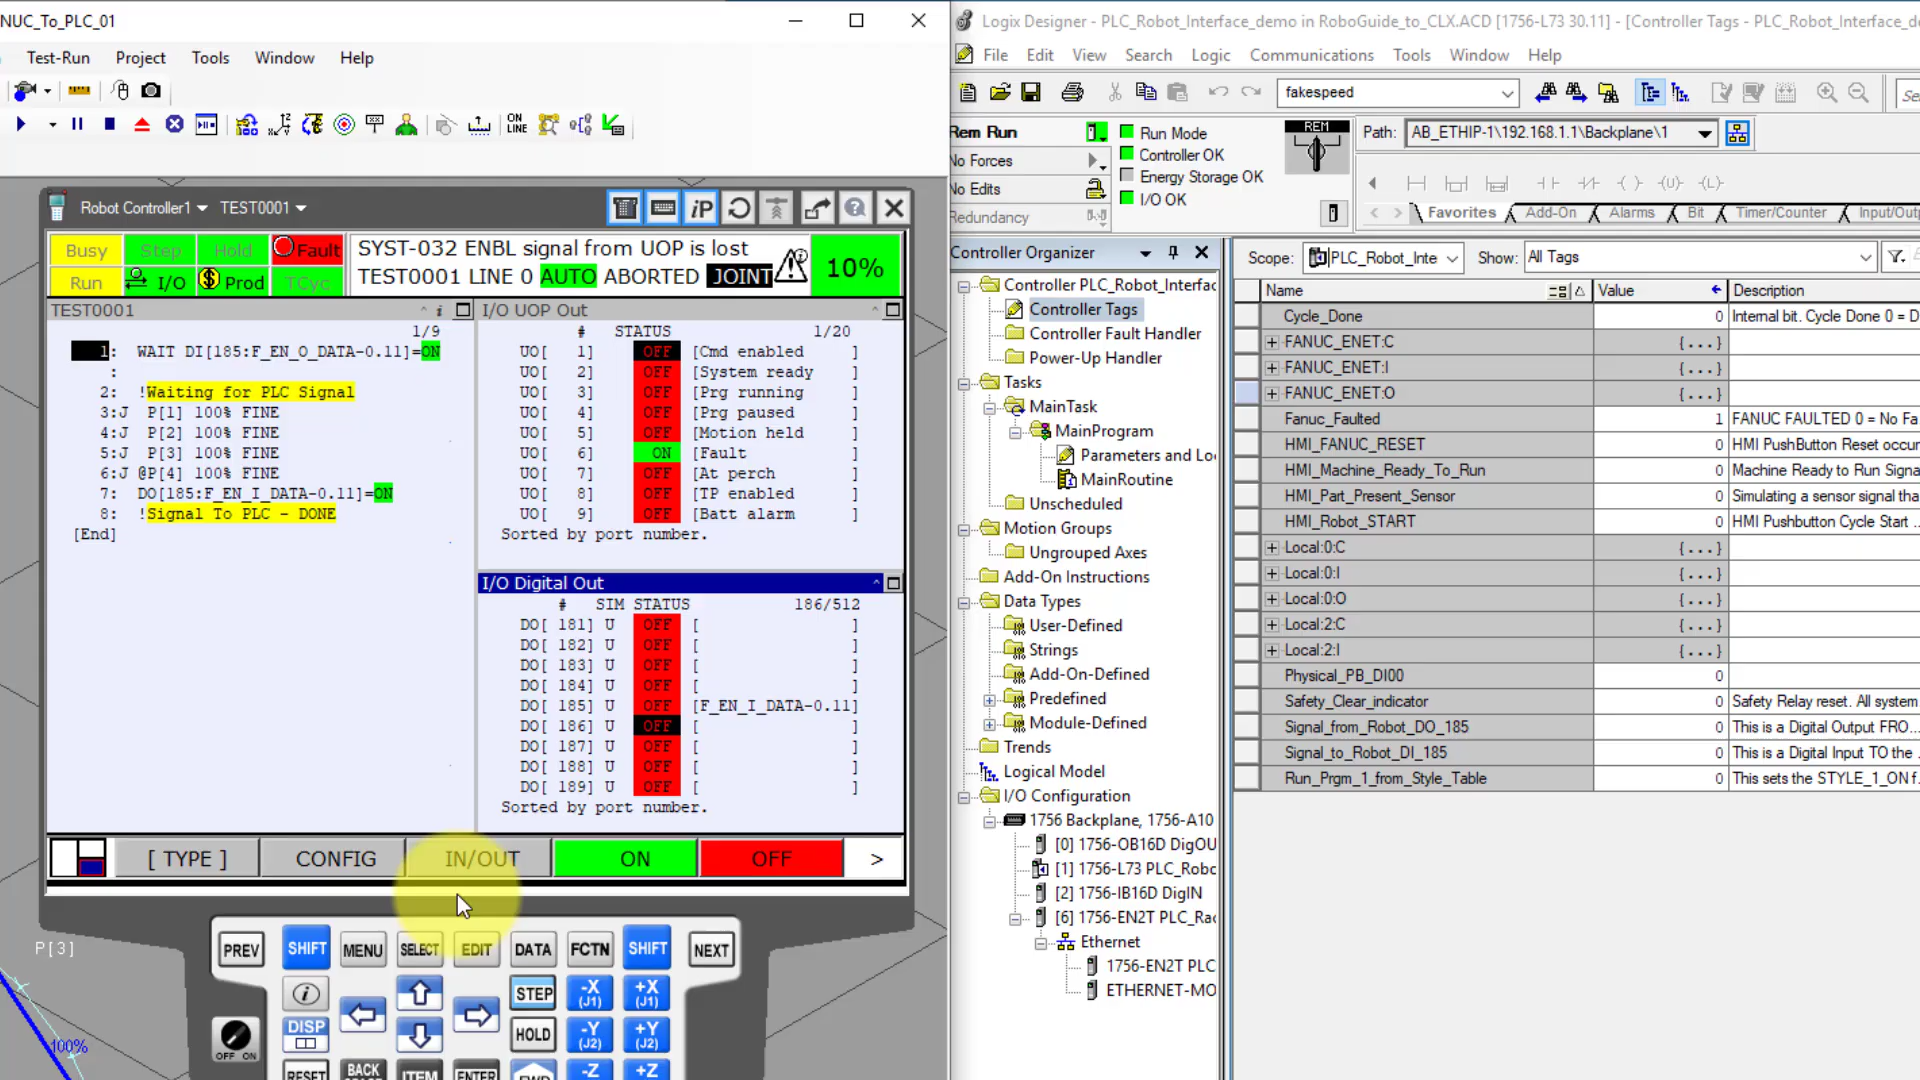 NUC_To_PLC_01
Test-Run Project Tools Window Help
ON LINE
Robot Controller1 TEST0001
iP
Busy Step Hold Fault
Run I/O Prod TCyc
SYST-032 ENBL signal from UOP is lost
TEST0001 LINE 0 AUTO ABORTED JOINT
10%
TEST0001
1/9
1: WAIT DI[185:F_EN_O_DATA-0.11]=ON
:
2: !Waiting for PLC Signal
3:J P[1] 100% FINE
4:J P[2] 100% FINE
5:J P[3] 100% FINE
6:J @P[4] 100% FINE
7: DO[185:F_EN_I_DATA-0.11]=ON
8: !Signal To PLC - DONE
[End]
I/O UOP Out
# STATUS 1/20
UO[ 1] OFF [Cmd enabled ]
UO[ 2] OFF [System ready ]
UO[ 3] OFF [Prg running ]
UO[ 4] OFF [Prg paused ]
UO[ 5] OFF [Motion held ]
UO[ 6] ON [Fault ]
UO[ 7] OFF [At perch ]
UO[ 8] OFF [TP enabled ]
UO[ 9] OFF [Batt alarm ]
Sorted by port number.
I/O Digital Out
# SIM STATUS 186/512
DO[ 181] U OFF [ ]
DO[ 182] U OFF [ ]
DO[ 183] U OFF [ ]
DO[ 184] U OFF [ ]
DO[ 185] U OFF [F_EN_I_DATA-0.11]
DO[ 186] U OFF [ ]
DO[ 187] U OFF [ ]
DO[ 188] U OFF [ ]
DO[ 189] U OFF [ ]
Sorted by port number.
[ TYPE ] CONFIG IN/OUT ON OFF >
PREV SHIFT MENU SELECT EDIT DATA FCTN SHIFT NEXT
STEP -X (J1) +X (J1)
DISP HOLD -Y (J2) +Y (J2)
OFF ON
RESET BACK SPACE ITEM ENTER FWD -Z +Z
P[3]
100%
Logix Designer - PLC_Robot_Interface_demo in RoboGuide_to_CLX.ACD [1756-L73 30.11] - [Controller Tags - PLC_Robot_Interface_de
File Edit View Search Logic Communications Tools Window Help
fakespeed
Rem Run
No Forces
No Edits
Redundancy
Run Mode
Controller OK
Energy Storage OK
I/O OK
REM
Path: AB_ETHIP-1\192.168.1.1\Backplane\1
Favorites Add-On Alarms Bit Timer/Counter Input/Outp
Controller Organizer
Controller PLC_Robot_Interfac
Controller Tags
Controller Fault Handler
Power-Up Handler
Tasks
MainTask
MainProgram
Parameters and Lo
MainRoutine
Unscheduled
Motion Groups
Ungrouped Axes
Add-On Instructions
Data Types
User-Defined
Strings
Add-On-Defined
Predefined
Module-Defined
Trends
Logical Model
I/O Configuration
1756 Backplane, 1756-A10
[0] 1756-OB16D DigOU
[1] 1756-L73 PLC_Robo
[2] 1756-IB16D DigIN
[6] 1756-EN2T PLC_Rac
Ethernet
1756-EN2T PLC
ETHERNET-MO
Scope: PLC_Robot_Inte Show: All Tags
Name Value Description
Cycle_Done 0 Internal bit. Cycle Done 0 = D
FANUC_ENET:C {...}
FANUC_ENET:I {...}
FANUC_ENET:O {...}
Fanuc_Faulted 1 FANUC FAULTED 0 = No Fa
HMI_FANUC_RESET 0 HMI PushButton Reset occur
HMI_Machine_Ready_To_Run 0 Machine Ready to Run Signa
HMI_Part_Present_Sensor 0 Simulating a sensor signal tha
HMI_Robot_START 0 HMI Pushbutton Cycle Start ...
Local:0:C {...}
Local:0:I {...}
Local:0:O {...}
Local:2:C {...}
Local:2:I {...}
Physical_PB_DI00 0
Safety_Clear_indicator 0 Safety Relay reset. All system
Signal_from_Robot_DO_185 0 This is a Digital Output FRO...
Signal_to_Robot_DI_185 0 This is a Digital Input TO the
Run_Prgm_1_from_Style_Table 0 This sets the STYLE_1_ON f